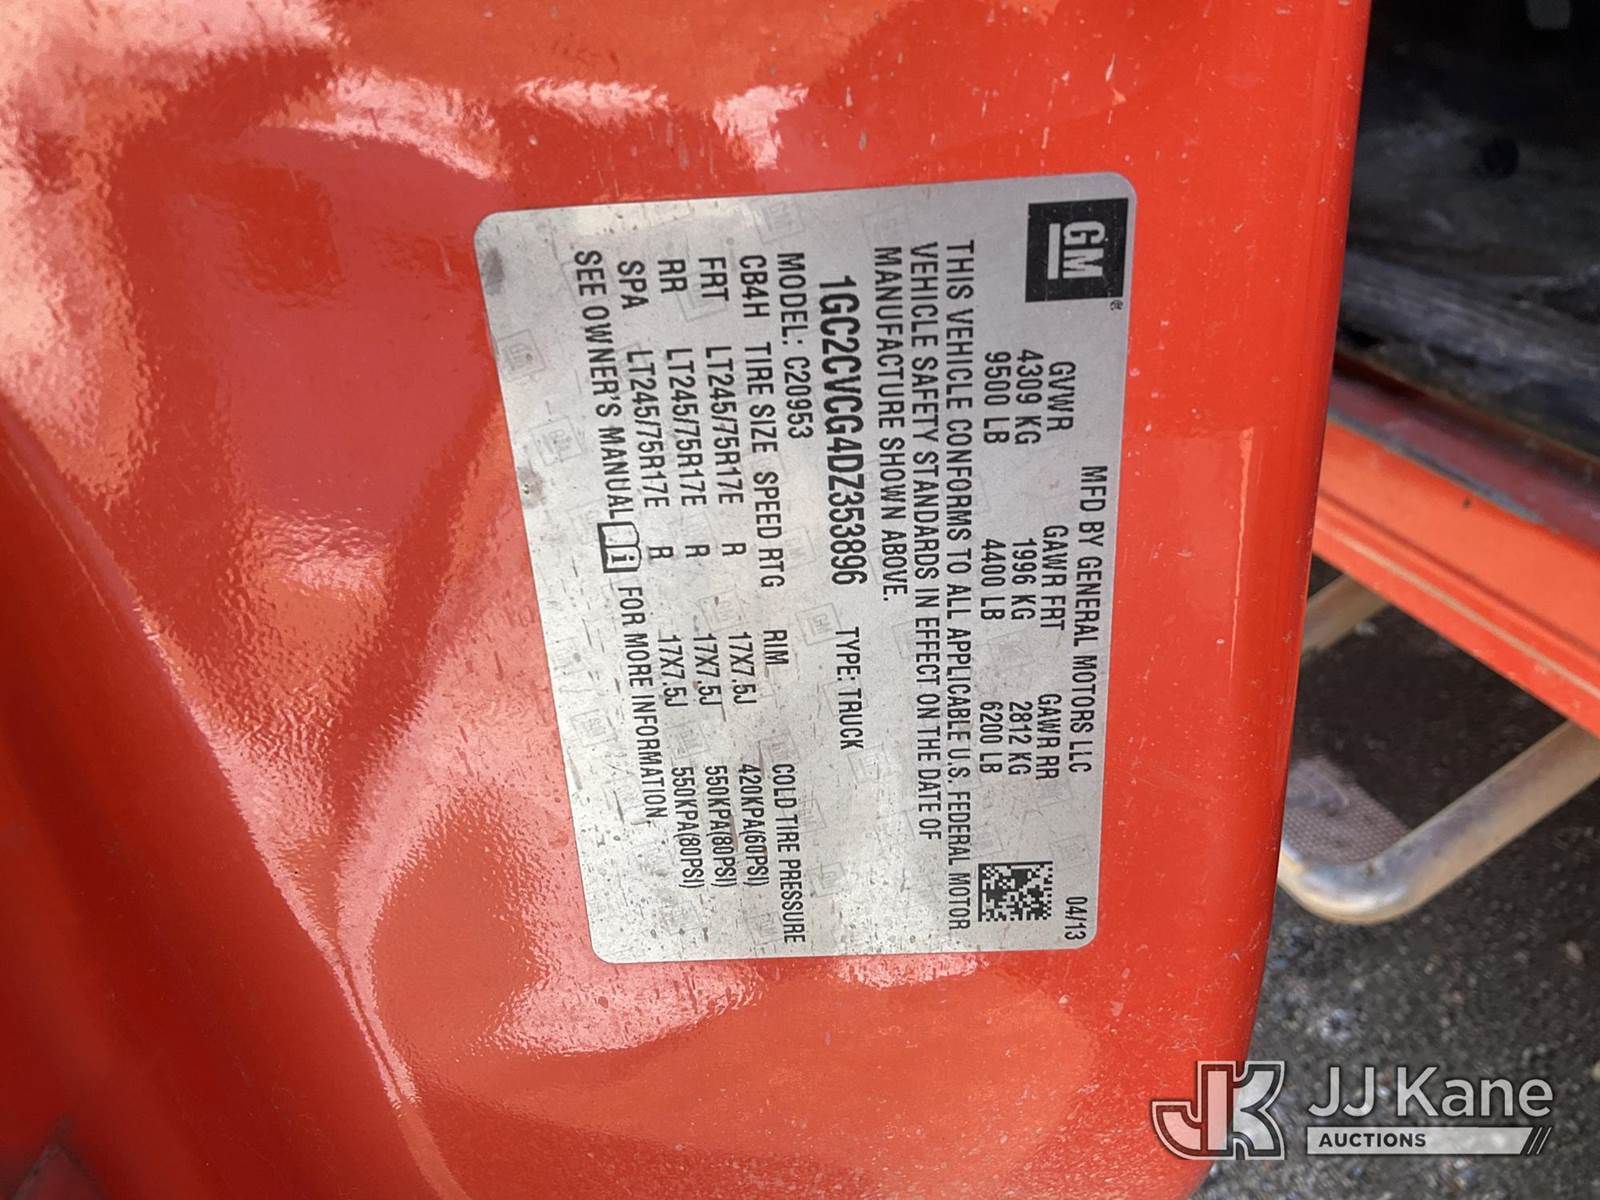 GM®
MFD BY GENERAL MOTORS LLC 04/13
GVWR GAWR FRT GAWR RR
4309 KG 1996 KG 2812 KG
9500 LB 4400 LB 6200 LB
THIS VEHICLE CONFORMS TO ALL APPLICABLE U.S. FEDERAL MOTOR
VEHICLE SAFETY STANDARDS IN EFFECT ON THE DATE OF
MANUFACTURE SHOWN ABOVE.
1GC2CVCG4DZ353896 TYPE: TRUCK
MODEL: C20953
CB4H TIRE SIZE SPEED RTG RIM COLD TIRE PRESSURE
FRT LT245/75R17E R 17X7.5J 420KPA(60PSI)
RR LT245/75R17E R 17X7.5J 550KPA(80PSI)
SPA LT245/75R17E R 17X7.5J 550KPA(80PSI)
SEE OWNER'S MANUAL i FOR MORE INFORMATION.
JK JJ Kane
AUCTIONS